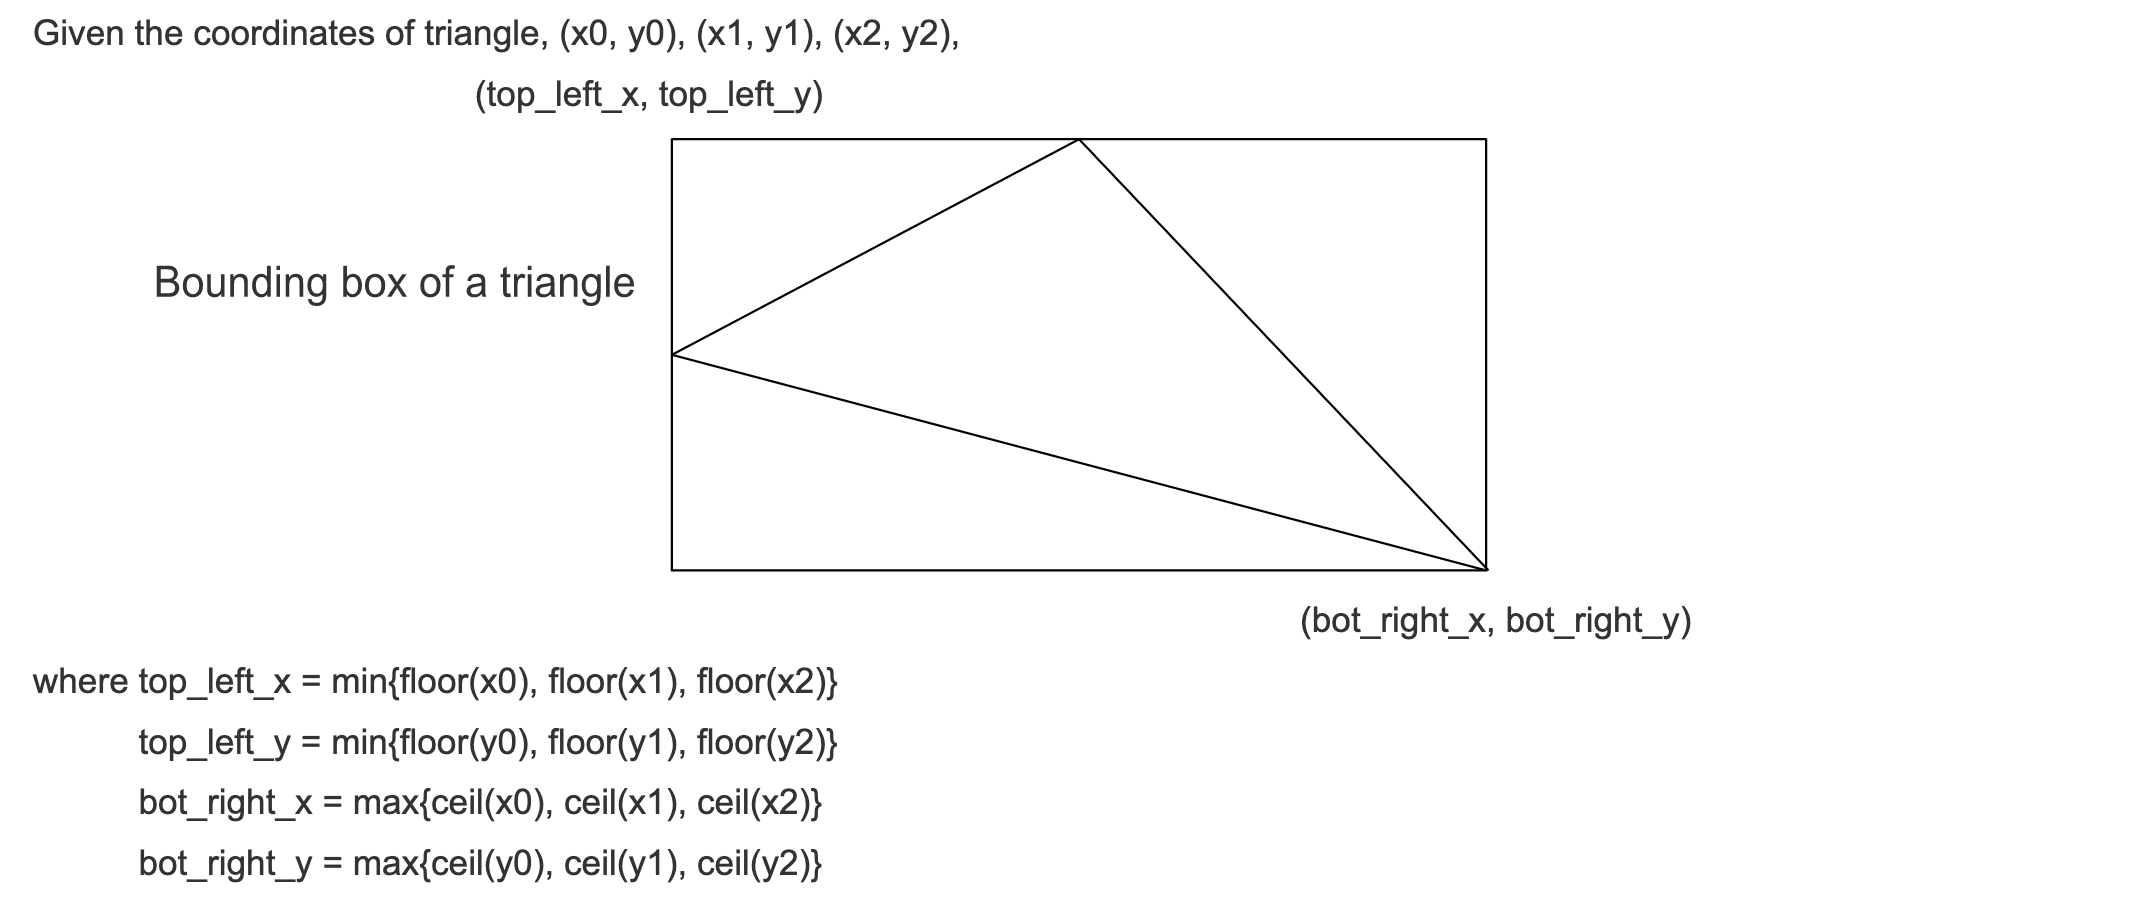 Given the coordinates of triangle, (x0, y0), (x1, y1), (x2, y2),
(top_left_x, top_left_y)
Bounding box of a triangle
(bot_right_x, bot_right_y)
where top_left_x = min{floor(x0), floor(x1), floor(x2)}
top_left_y = min{floor(y0), floor(y1), floor(y2)}
bot_right_x = max{ceil(x0), ceil(x1), ceil(x2)}
bot_right_y = max{ceil(y0), ceil(y1), ceil(y2)}